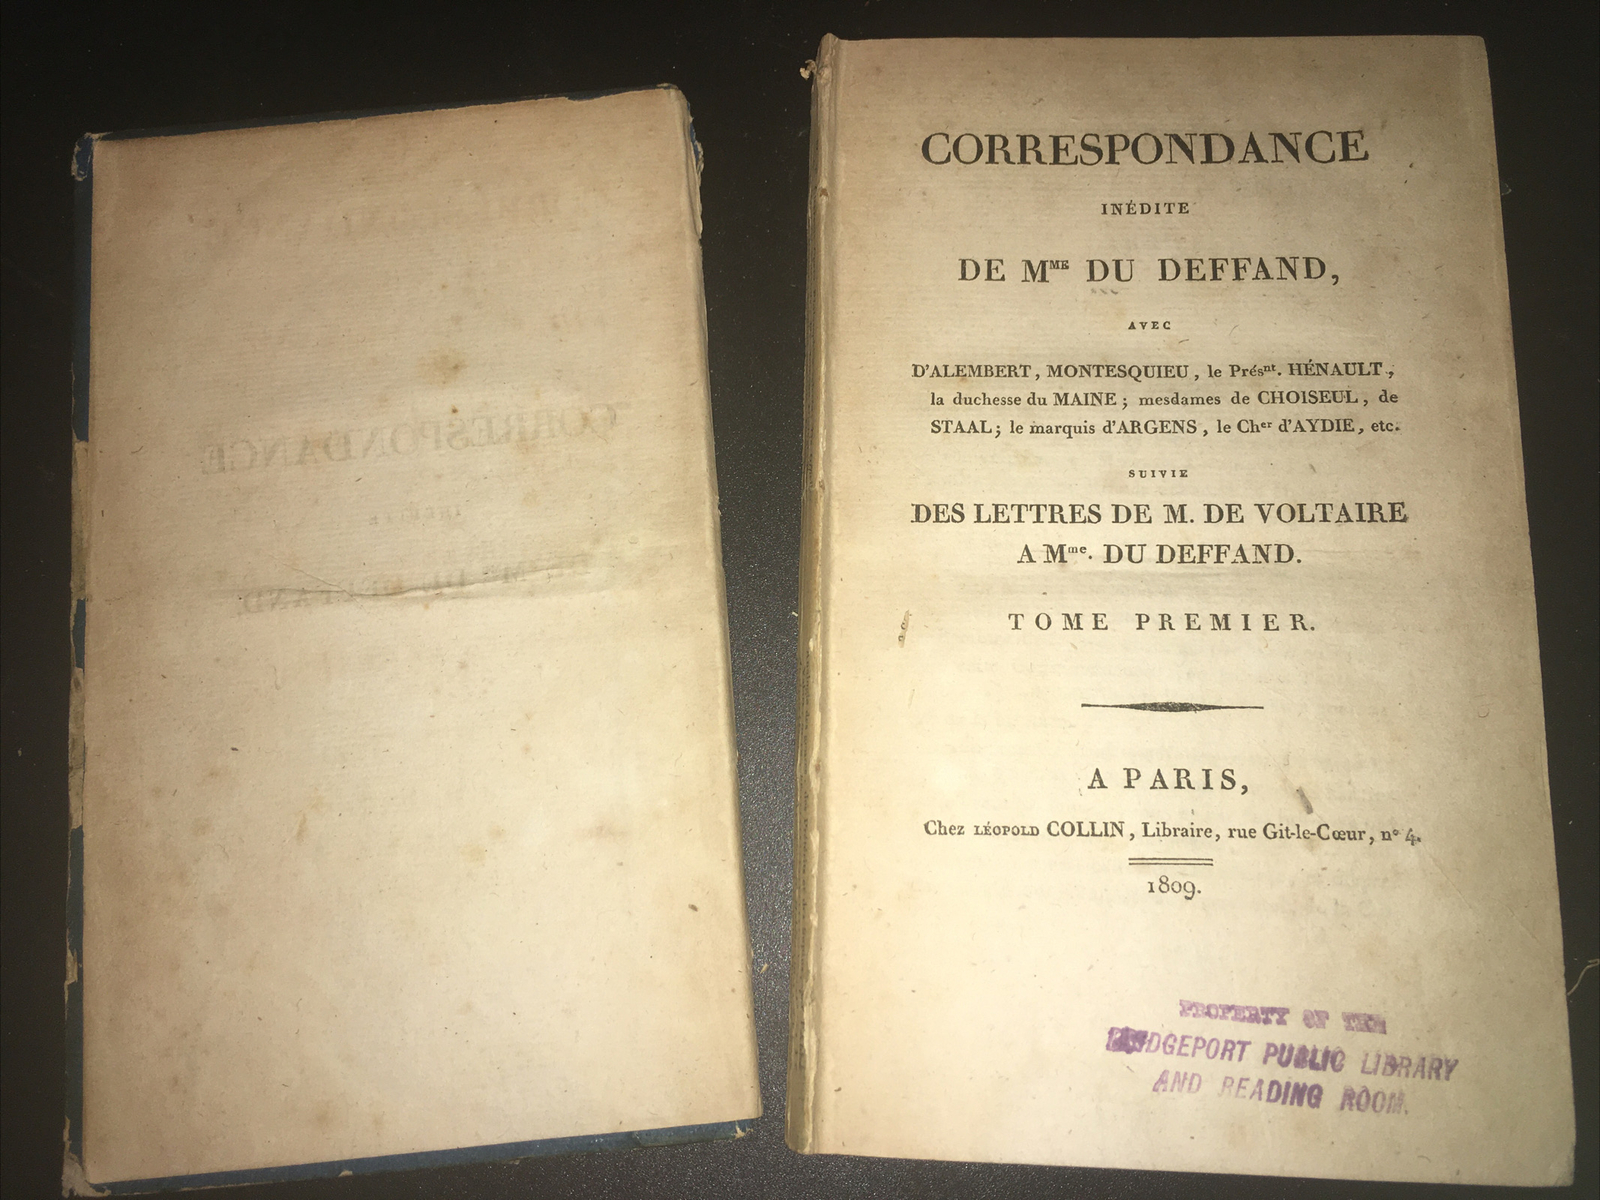 CORRESPONDANCE
INÉDITE
DE MME DU DEFFAND,
AVEC
D'ALEMBERT, MONTESQUIEU, le Présnt. HÉNAULT,
la duchesse du MAINE; mesdames de CHOISEUL, de
STAAL; le marquis d'ARGENS, le Cher d'AYDIE, etc.
SUIVIE
DES LETTRES DE M. DE VOLTAIRE
A Mme. DU DEFFAND.
TOME PREMIER.
A PARIS,
Chez LÉOPOLD COLLIN, Libraire, rue Git-le-Cœur, n° 4.
1809.
PROPERTY OF THE
BRIDGEPORT PUBLIC LIBRARY
AND READING ROOM.